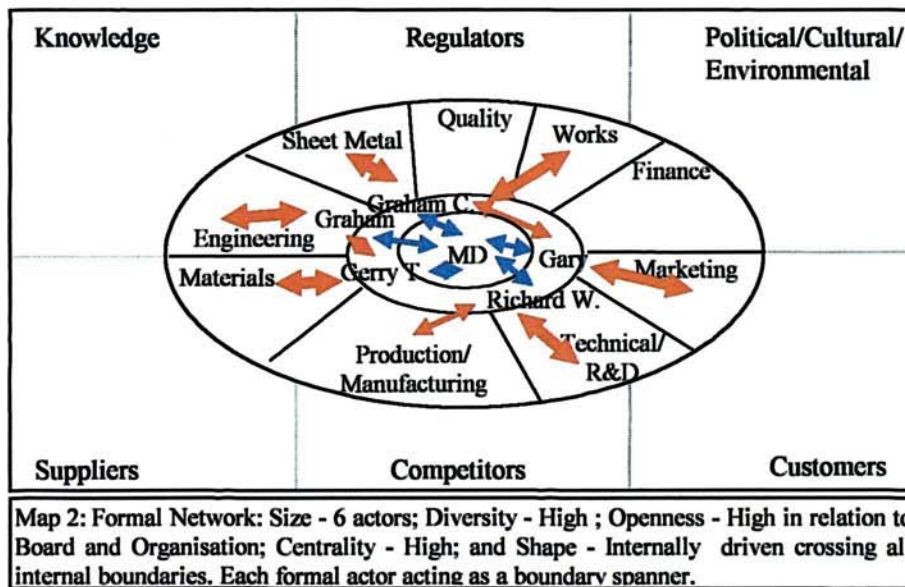 Knowledge
Regulators
Political/Cultural/
Environmental
Sheet Metal
Quality
Works
Finance
Graham C.
Graham
Engineering
MD
Gary
Materials
Gerry T.
Marketing
Richard W.
Production/
Manufacturing
Technical/
R&D
Suppliers
Competitors
Customers
Map 2: Formal Network: Size - 6 actors; Diversity - High ; Openness - High in relation to
Board and Organisation; Centrality - High; and Shape - Internally driven crossing al
internal boundaries. Each formal actor acting as a boundary spanner.